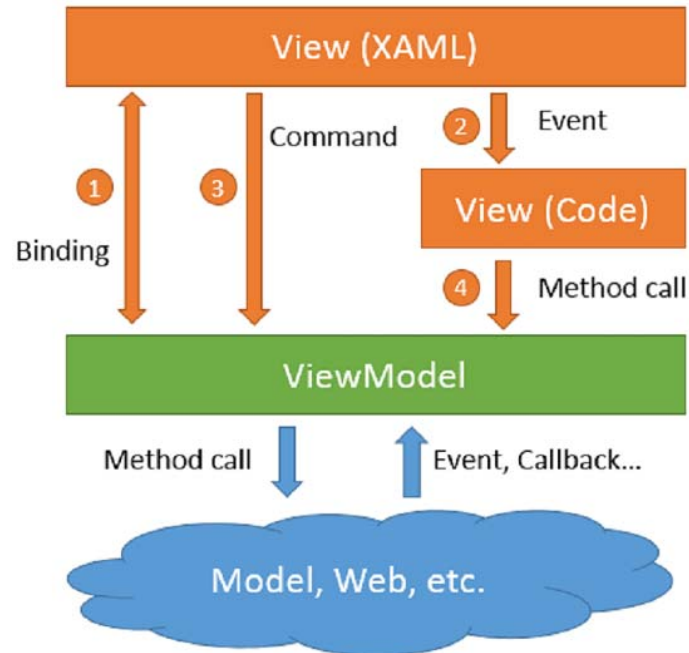 View (XAML)
Command
2
Event
1
3
View (Code)
Binding
4
Method call
ViewModel
Method call
Event, Callback...
Model, Web, etc.